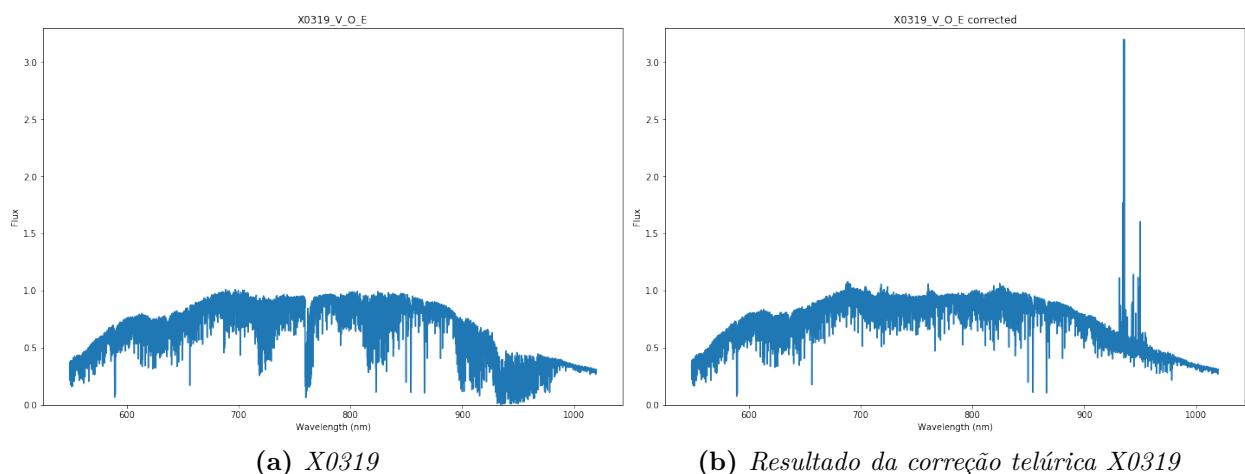 X0319_V_O_E
3.0
2.5
2.0
1.5
1.0
0.5
0.0
Flux
600 700 800 900 1000
Wavelength (nm)
(a) X0319
X0319_V_O_E corrected
3.0
2.5
2.0
1.5
1.0
0.5
0.0
Flux
600 700 800 900 1000
Wavelength (nm)
(b) Resultado da correção telúrica X0319